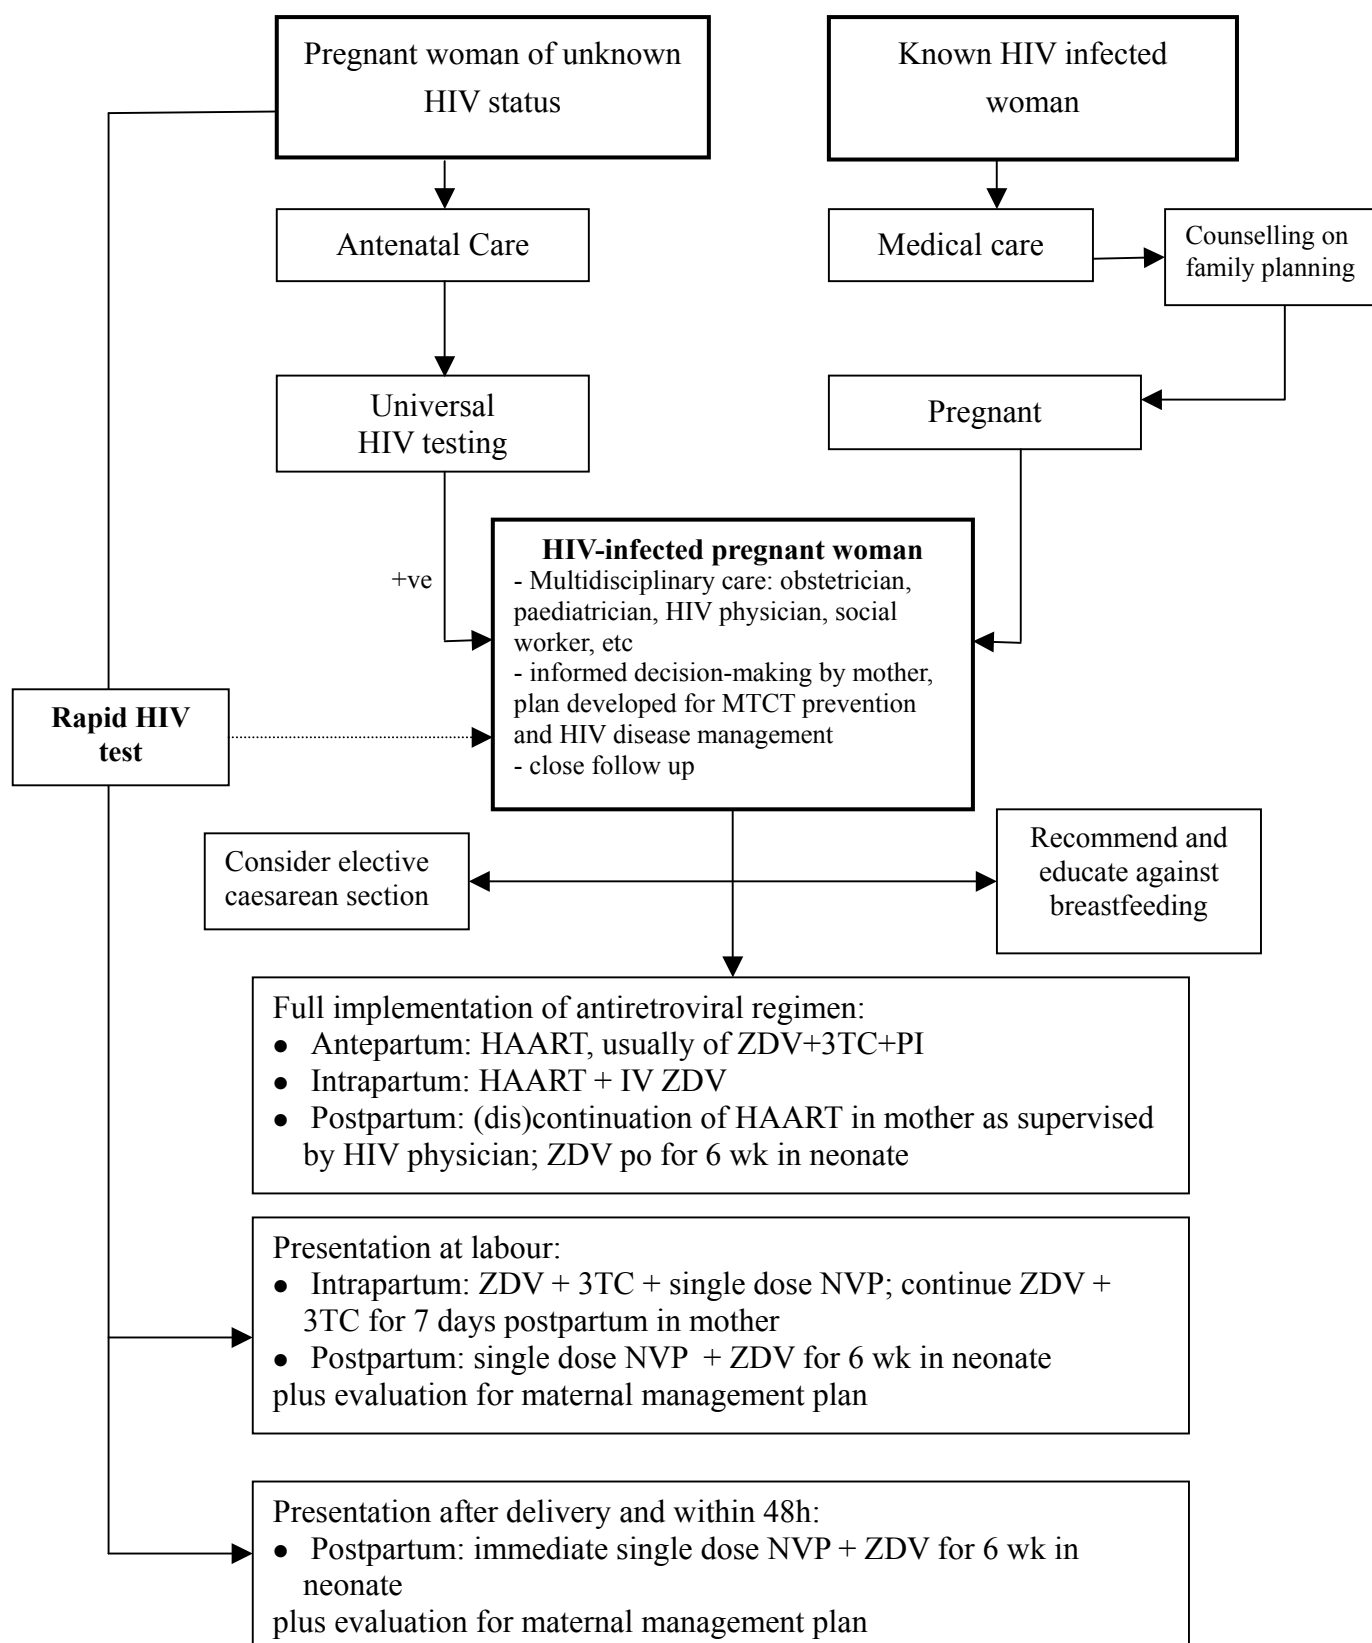 Pregnant woman of unknown
HIV status
Known HIV infected
woman
Antenatal Care
Medical care
Counselling on
family planning
Universal
HIV testing
Pregnant
+ve
HIV-infected pregnant woman
- Multidisciplinary care: obstetrician,
paediatrician, HIV physician, social
worker, etc
- informed decision-making by mother,
plan developed for MTCT prevention
and HIV disease management
- close follow up
Rapid HIV
test
Consider elective
caesarean section
Recommend and
educate against
breastfeeding
Full implementation of antiretroviral regimen:
● Antepartum: HAART, usually of ZDV+3TC+PI
● Intrapartum: HAART + IV ZDV
● Postpartum: (dis)continuation of HAART in mother as supervised
by HIV physician; ZDV po for 6 wk in neonate
Presentation at labour:
● Intrapartum: ZDV + 3TC + single dose NVP; continue ZDV +
3TC for 7 days postpartum in mother
● Postpartum: single dose NVP + ZDV for 6 wk in neonate
plus evaluation for maternal management plan
Presentation after delivery and within 48h:
● Postpartum: immediate single dose NVP + ZDV for 6 wk in
neonate
plus evaluation for maternal management plan